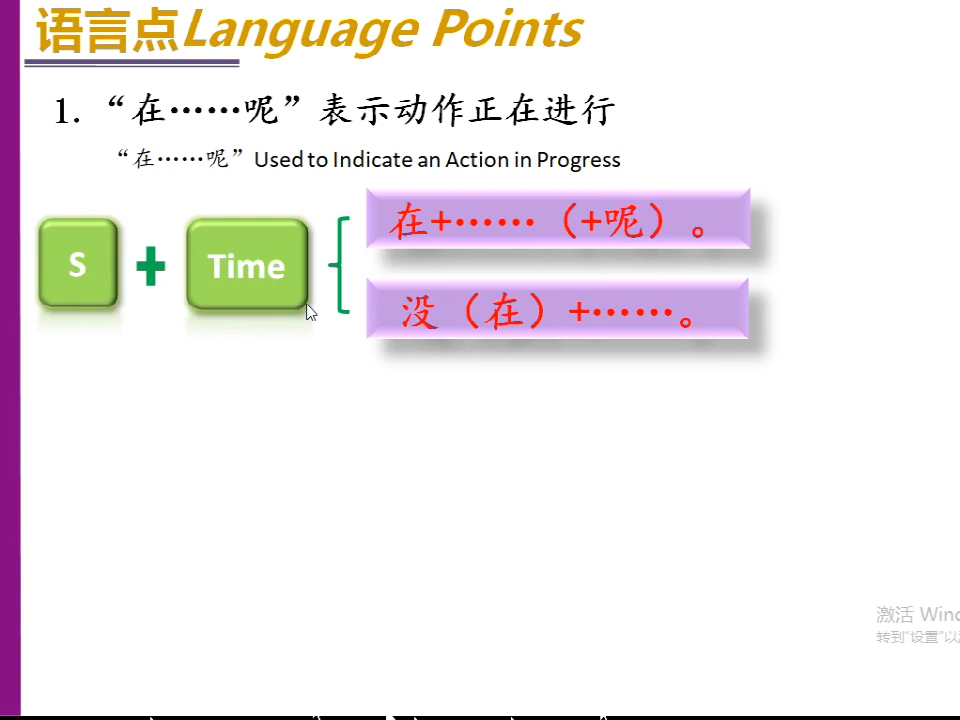 语言点Language Points
1. “在……呢”表示动作正在进行
“在……呢”Used to Indicate an Action in Progress
S + Time
在+……（+呢）。
没（在）+……。
激活 Wind
转到“设置”以